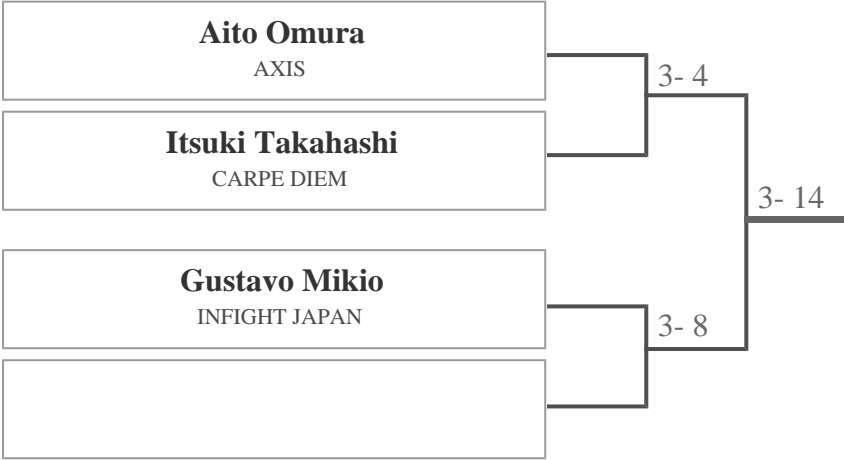 Aito Omura
AXIS
3- 4
Itsuki Takahashi
CARPE DIEM
3- 14
Gustavo Mikio
INFIGHT JAPAN
3- 8